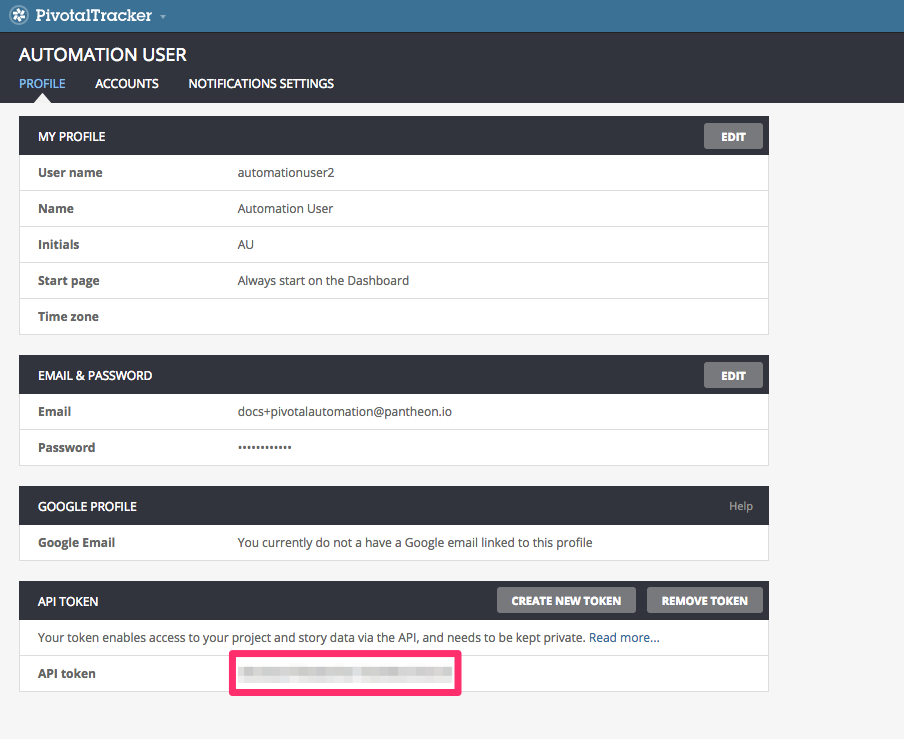 PivotalTracker
AUTOMATION USER
PROFILE ACCOUNTS NOTIFICATIONS SETTINGS
MY PROFILE EDIT
User name automationuser2
Name Automation User
Initials AU
Start page Always start on the Dashboard
Time zone
EMAIL & PASSWORD EDIT
Email docs+pivotalautomation@pantheon.io
Password ••••••••••••
GOOGLE PROFILE Help
Google Email You currently do not a have a Google email linked to this profile
API TOKEN CREATE NEW TOKEN REMOVE TOKEN
Your token enables access to your project and story data via the API, and needs to be kept private. Read more...
API token